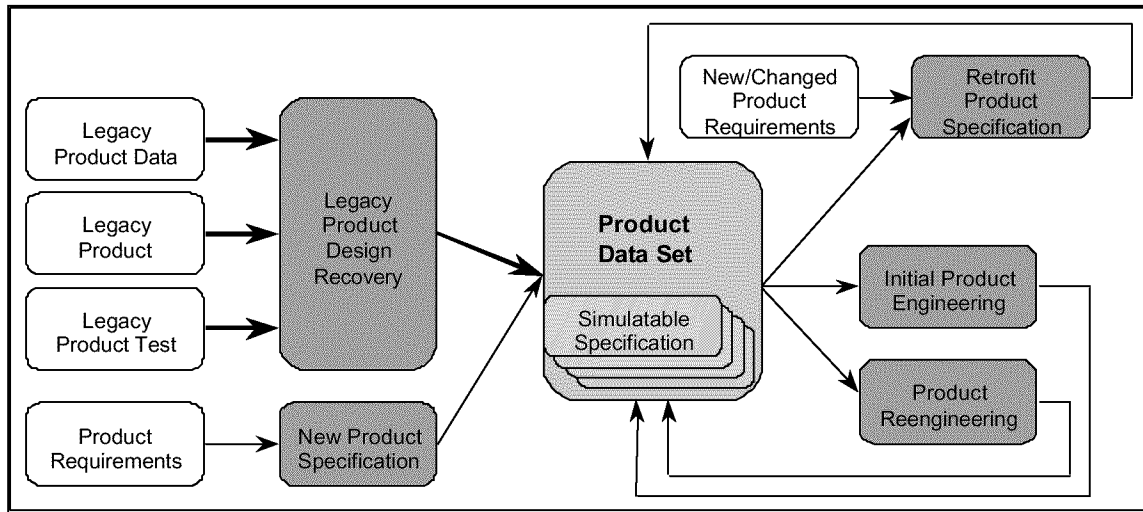 Legacy
Product Data
Legacy
Product
Legacy
Product Test
Product
Requirements
Legacy
Product
Design
Recovery
New Product
Specification
Product
Data Set
Simulatable
Specification
New/Changed
Product
Requirements
Retrofit
Product
Specification
Initial Product
Engineering
Product
Reengineering